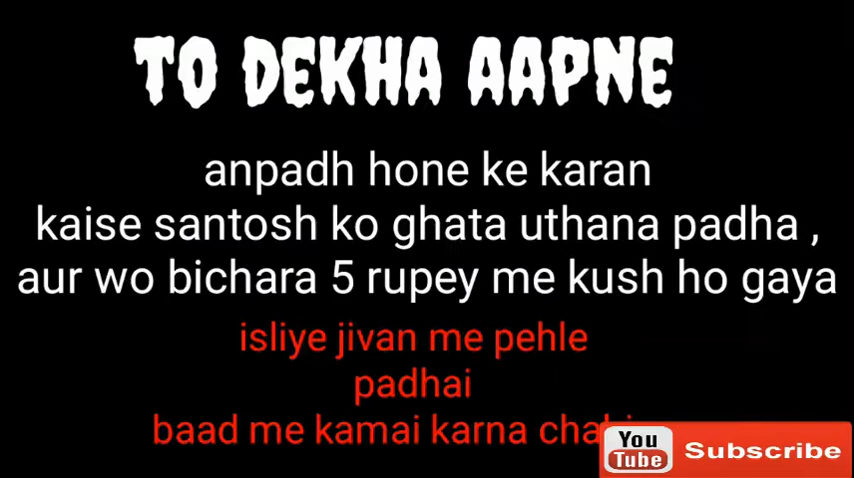 TO DEKHA AAPNE
anpadh hone ke karan
kaise santosh ko ghata uthana padha ,
aur wo bichara 5 rupey me kush ho gaya
isliye jivan me pehle
padhai
baad me kamai karna
You
Tube
Subscribe